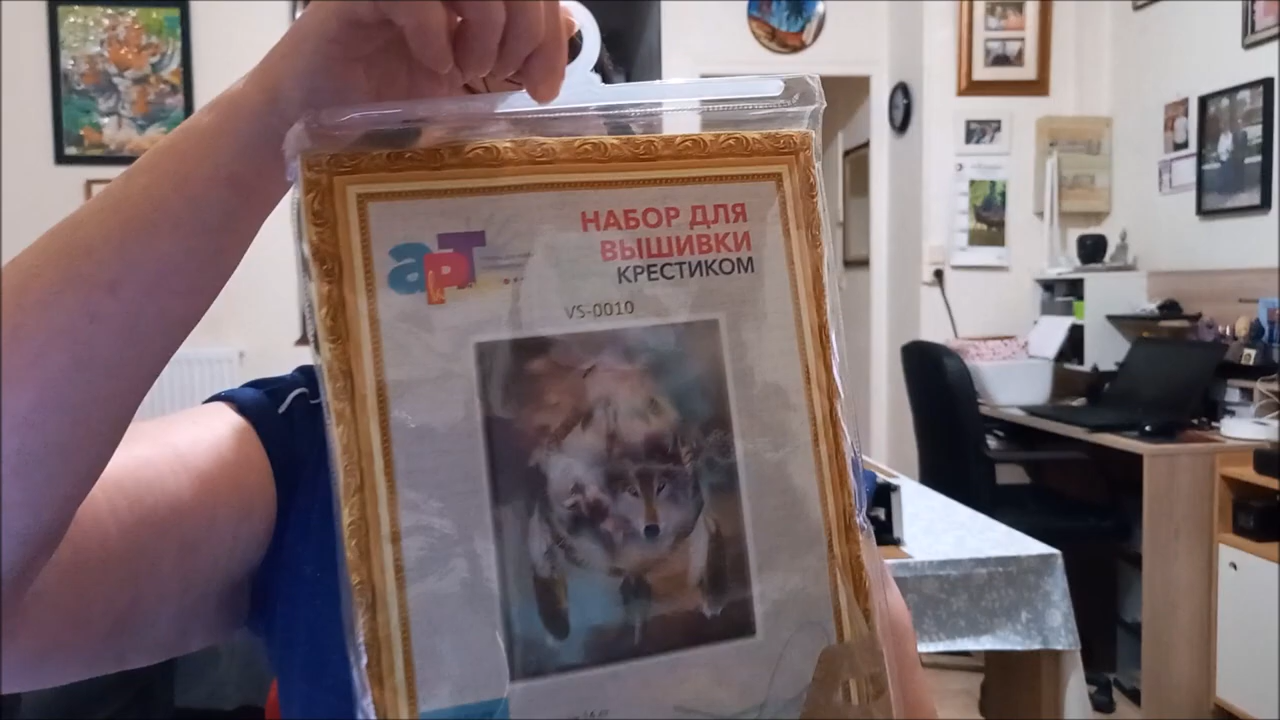 арт
к
НАБОР ДЛЯ
ВЫШИВКИ
КРЕСТИКОМ
VS-0010